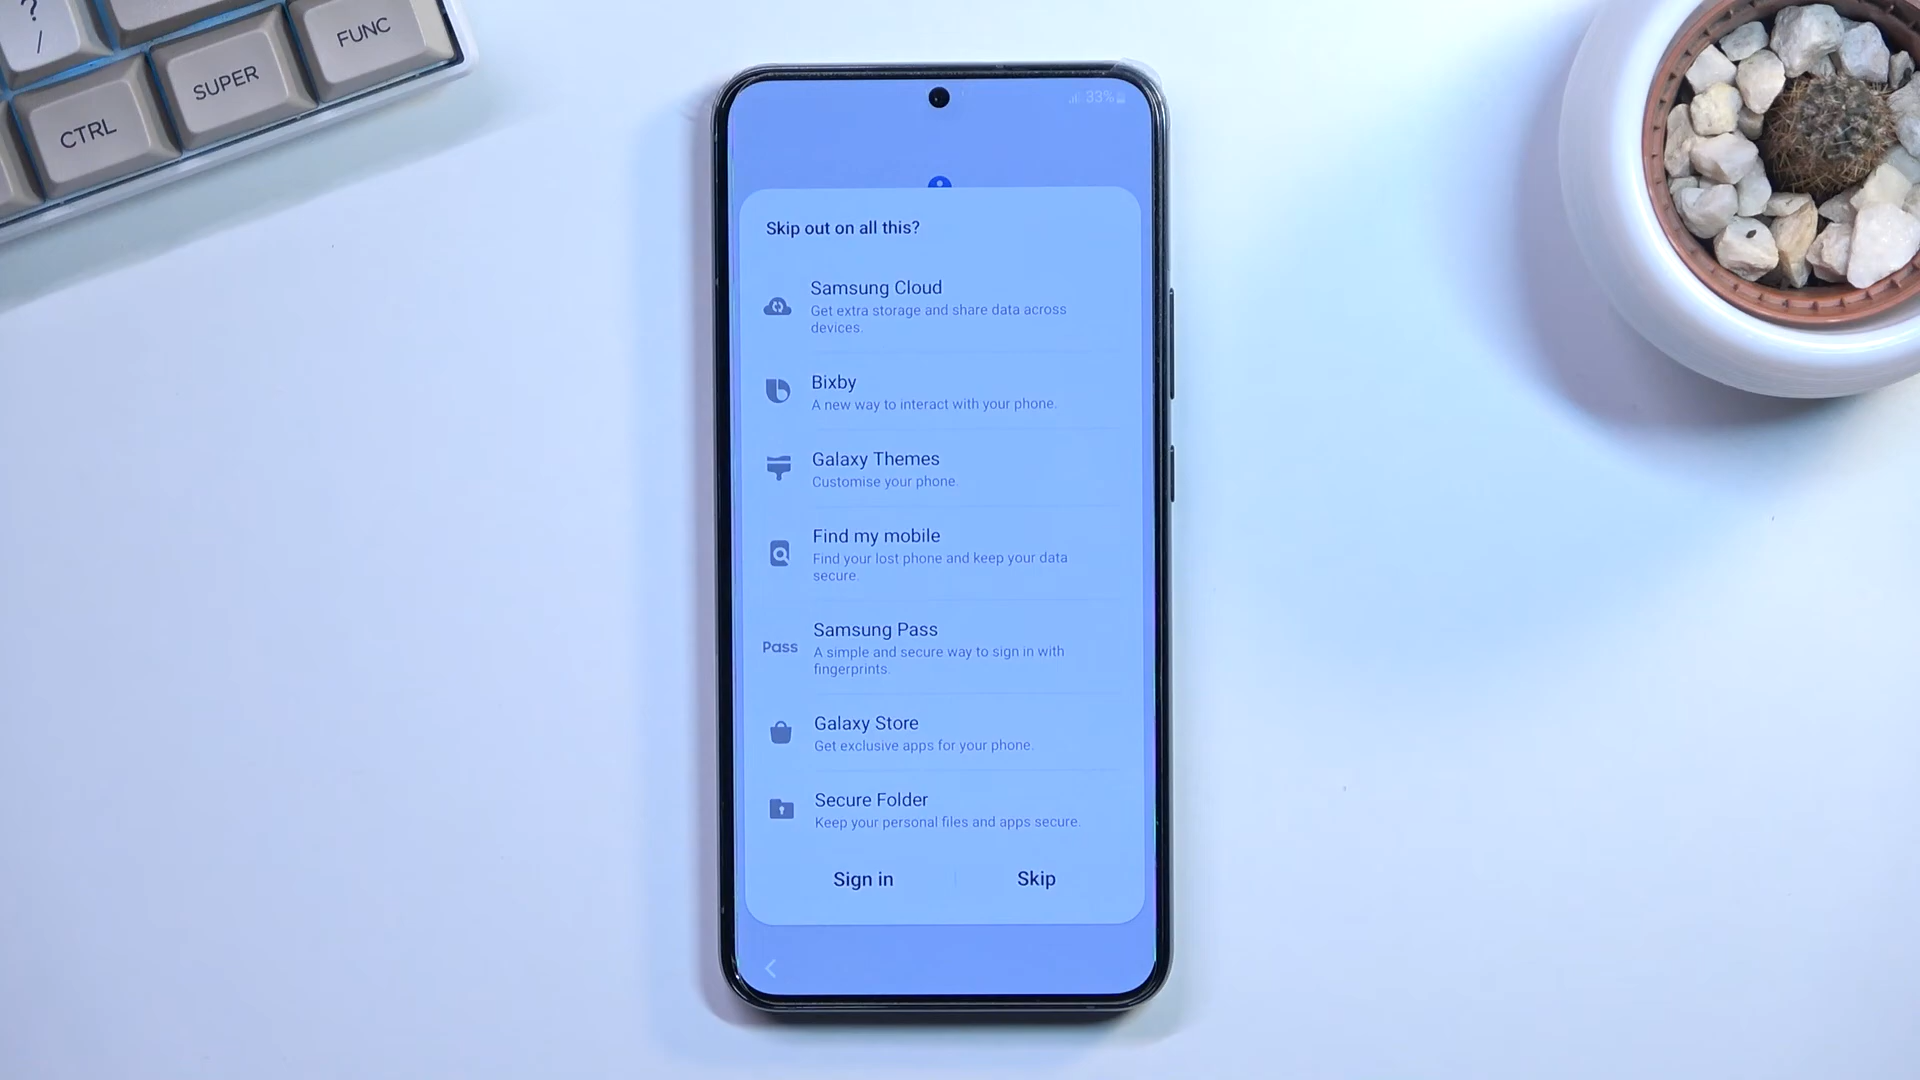 ?
/
FUNC
SUPER
CTRL
33%
Skip out on all this?
Samsung Cloud
Get extra storage and share data across
devices.
Bixby
A new way to interact with your phone.
Galaxy Themes
Customise your phone.
Find my mobile
Find your lost phone and keep your data
secure.
Pass
Samsung Pass
A simple and secure way to sign in with
fingerprints.
Galaxy Store
Get exclusive apps for your phone.
Secure Folder
Keep your personal files and apps secure.
Sign in
Skip